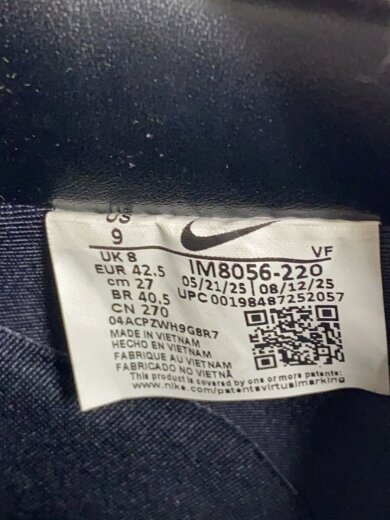 US
9
UK 8
EUR 42.5
cm 27
BR 40.5
CN 270
04ACPZWH9G8R7
MADE IN VIETNAM
HECHO EN VIETNAM
FABRIQUE AU VIETNAM
FABRICADO NO VIETNÃ
VF
IM8056-220
05/21/25 08/12/25
UPC 00198487252057
This product is covered by one or more patents:
www.nike.com/patentsvirtualmarking